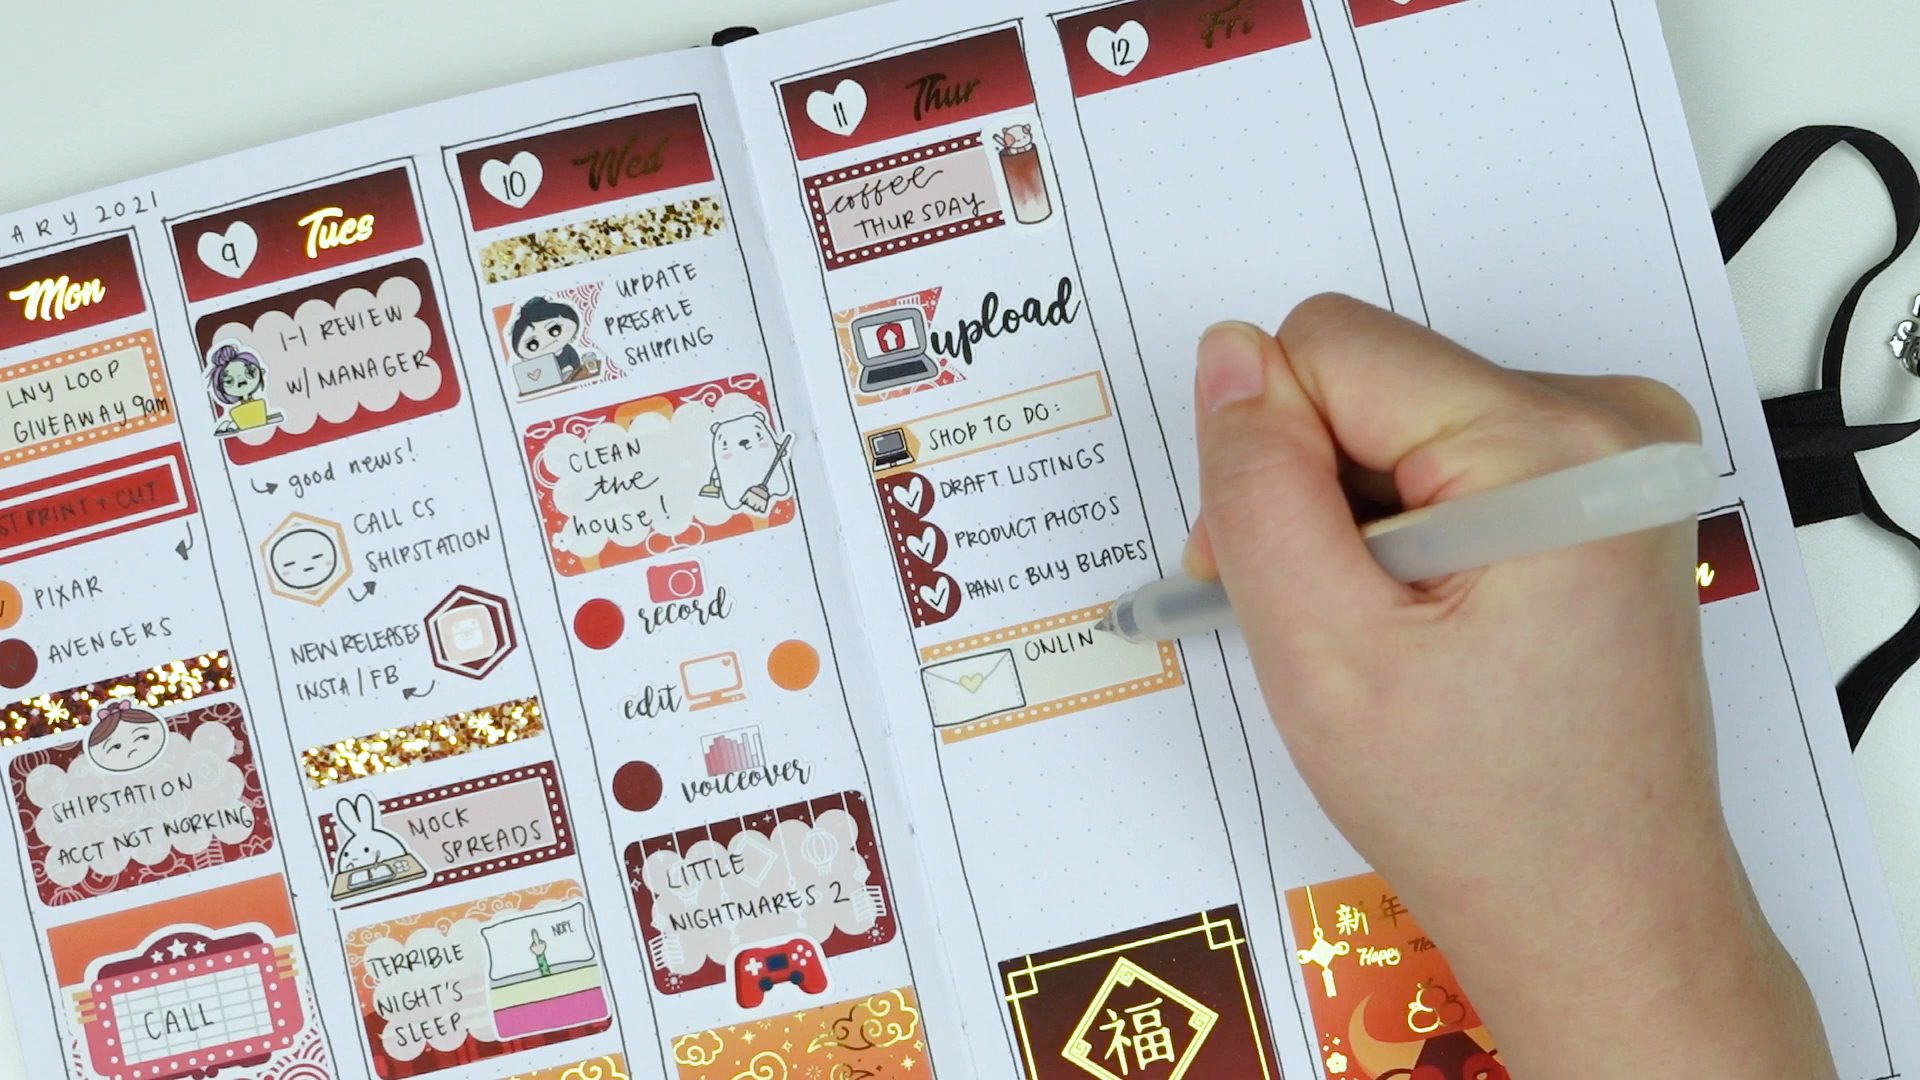 ARY 2021
Mon
LNY LOOP
GIVEAWAY 9am
ST PRINT + CUT
PIXAR
AVENGERS
SHIPSTATION
ACCT NOT WORKING
CALL
9 Tues
1-1 REVIEW
W/ MANAGER
good news!
CALL CS
SHIPSTATION
NEW RELEASES
INSTA / FB
MOCK
SPREADS
TERRIBLE
NIGHT'S
SLEEP
NOPE.
10 Wed
UPDATE
PRESALE
SHIPPING
CLEAN
the
house!
record
edit
voiceover
LITTLE
NIGHTMARES 2
11 Thur
coffee
THURSDAY
upload
SHOP TO DO:
DRAFT LISTINGS
PRODUCT PHOTOS
PANIC BUY BLADES
ONLIN
福
12 Fri
新年
Happy